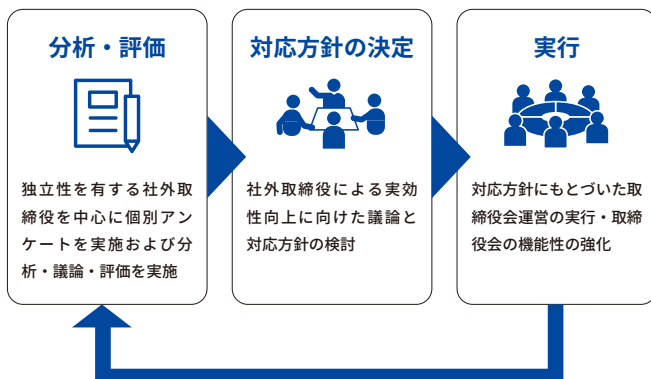 分析・評価
独立性を有する社外取
締役を中心に個別アン
ケートを実施および分
析・議論・評価を実施
対応方針の決定
社外取締役による実効
性向上に向けた議論と
対応方針の検討
実行
対応方針にもとづいた取
締役会運営の実行・取締
役会の機能性の強化